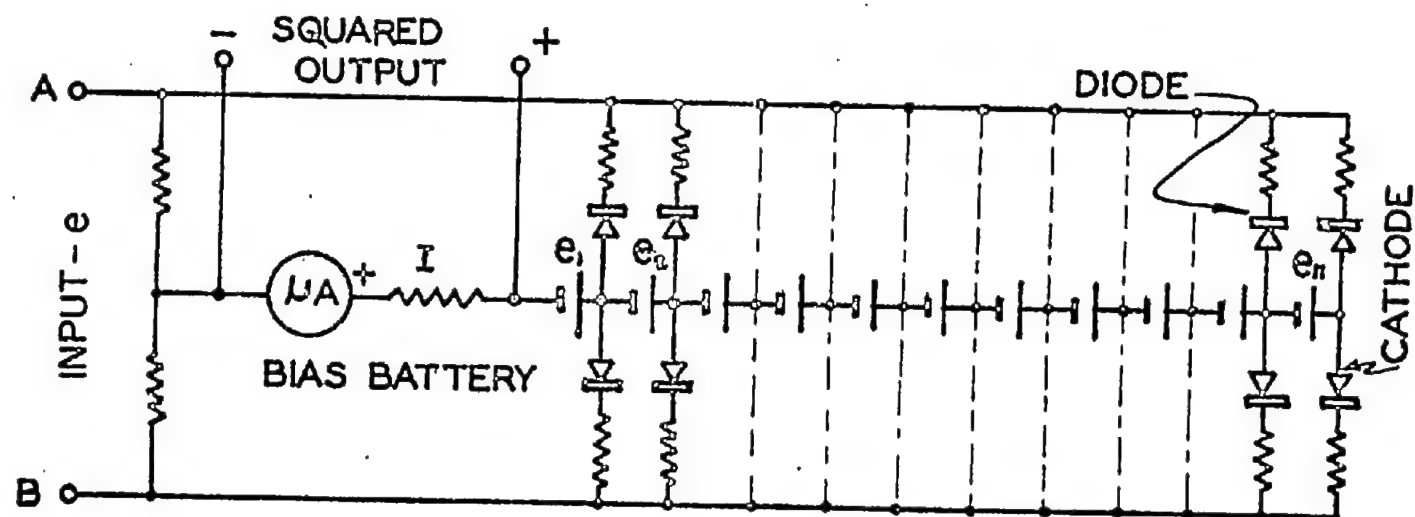 - SQUARED +
OUTPUT
A
DIODE
INPUT-e
μA
+
I
e₁
e₂
eₙ
CATHODE
BIAS BATTERY
B